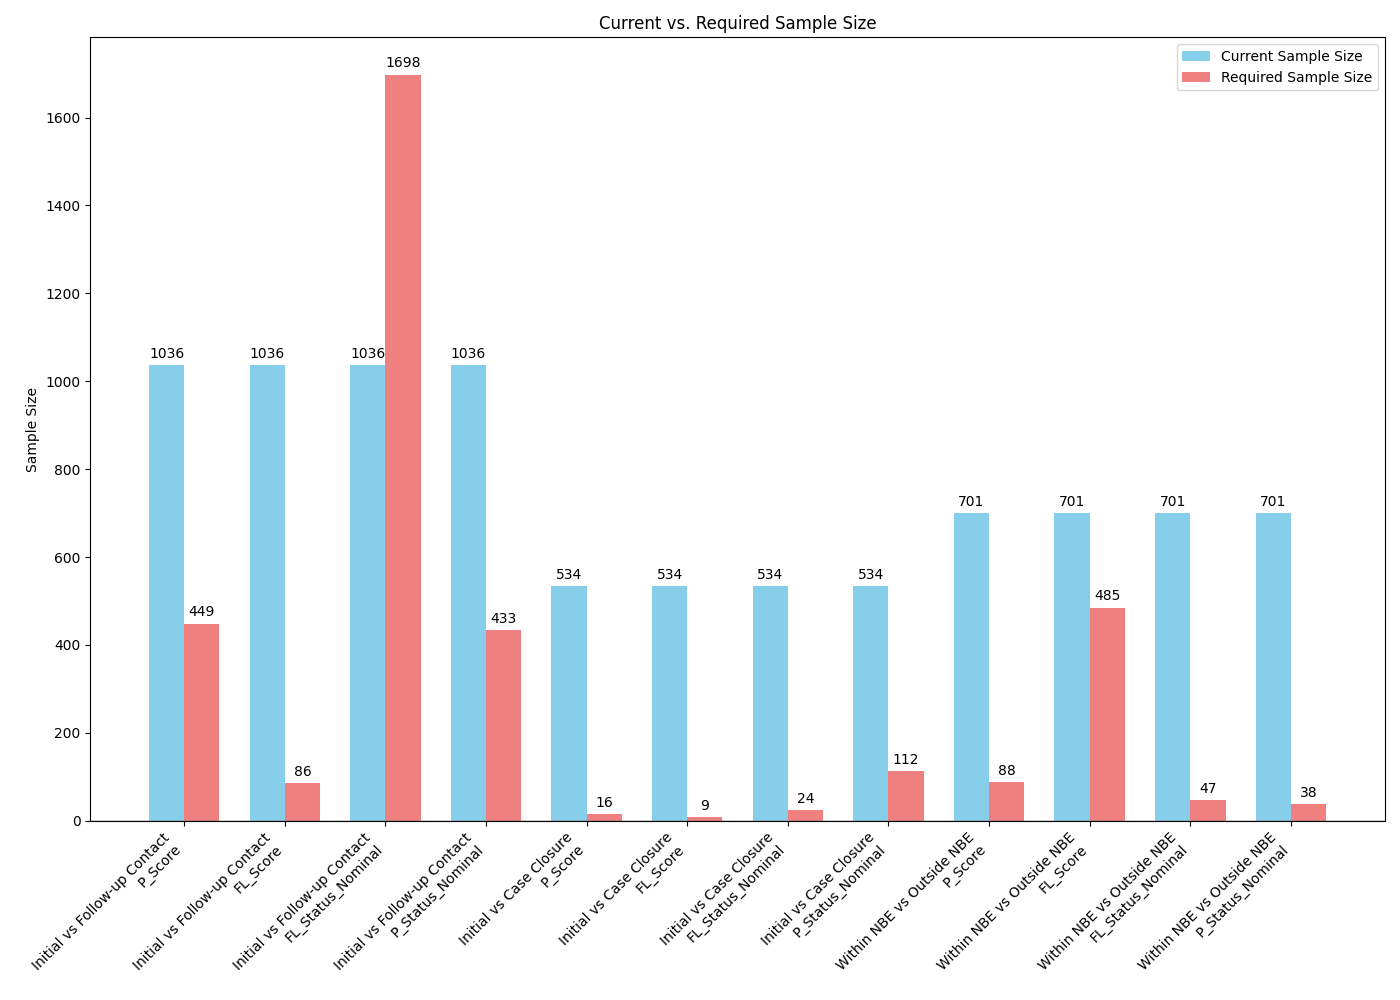 Current vs. Required Sample Size
Current Sample Size
Required Sample Size
Sample Size
1600
1400
1200
1000
800
600
400
200
0
1036
449
1036
86
1036
1698
1036
433
534
16
534
9
534
24
534
112
701
88
701
485
701
47
701
38
Initial vs Follow-up Contact
P_Score
Initial vs Follow-up Contact
FL_Score
Initial vs Follow-up Contact
FL_Status_Nominal
Initial vs Follow-up Contact
P_Status_Nominal
Initial vs Case Closure
P_Score
Initial vs Case Closure
FL_Score
Initial vs Case Closure
FL_Status_Nominal
Initial vs Case Closure
P_Status_Nominal
Within NBE vs Outside NBE
P_Score
Within NBE vs Outside NBE
FL_Score
Within NBE vs Outside NBE
FL_Status_Nominal
Within NBE vs Outside NBE
P_Status_Nominal